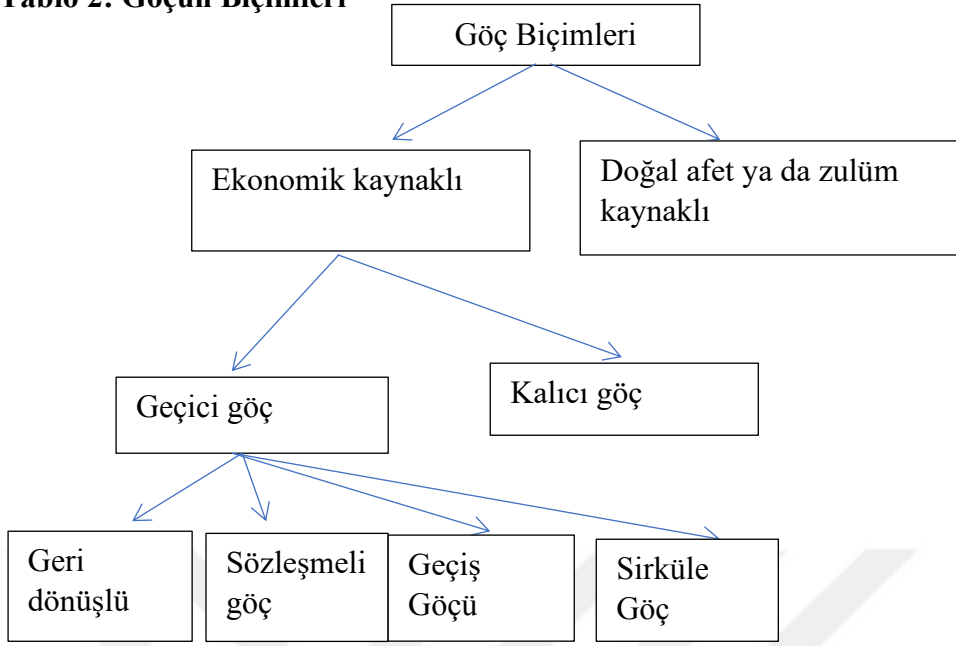 Tablo 2: Göçün Biçimleri
Göç Biçimleri
Ekonomik kaynaklı
Doğal afet ya da zulüm
kaynaklı
Geçici göç
Kalıcı göç
Geri
dönüşlü
Sözleşmeli
göç
Geçiş
Göçü
Sirküle
Göç